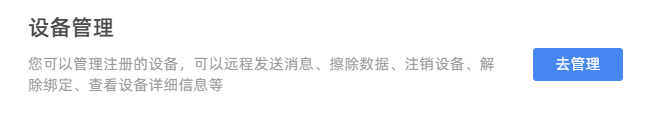 设备管理
您可以管理注册的设备，可以远程发送消息、擦除数据、注销设备、解
除绑定、查看设备详细信息等
去管理